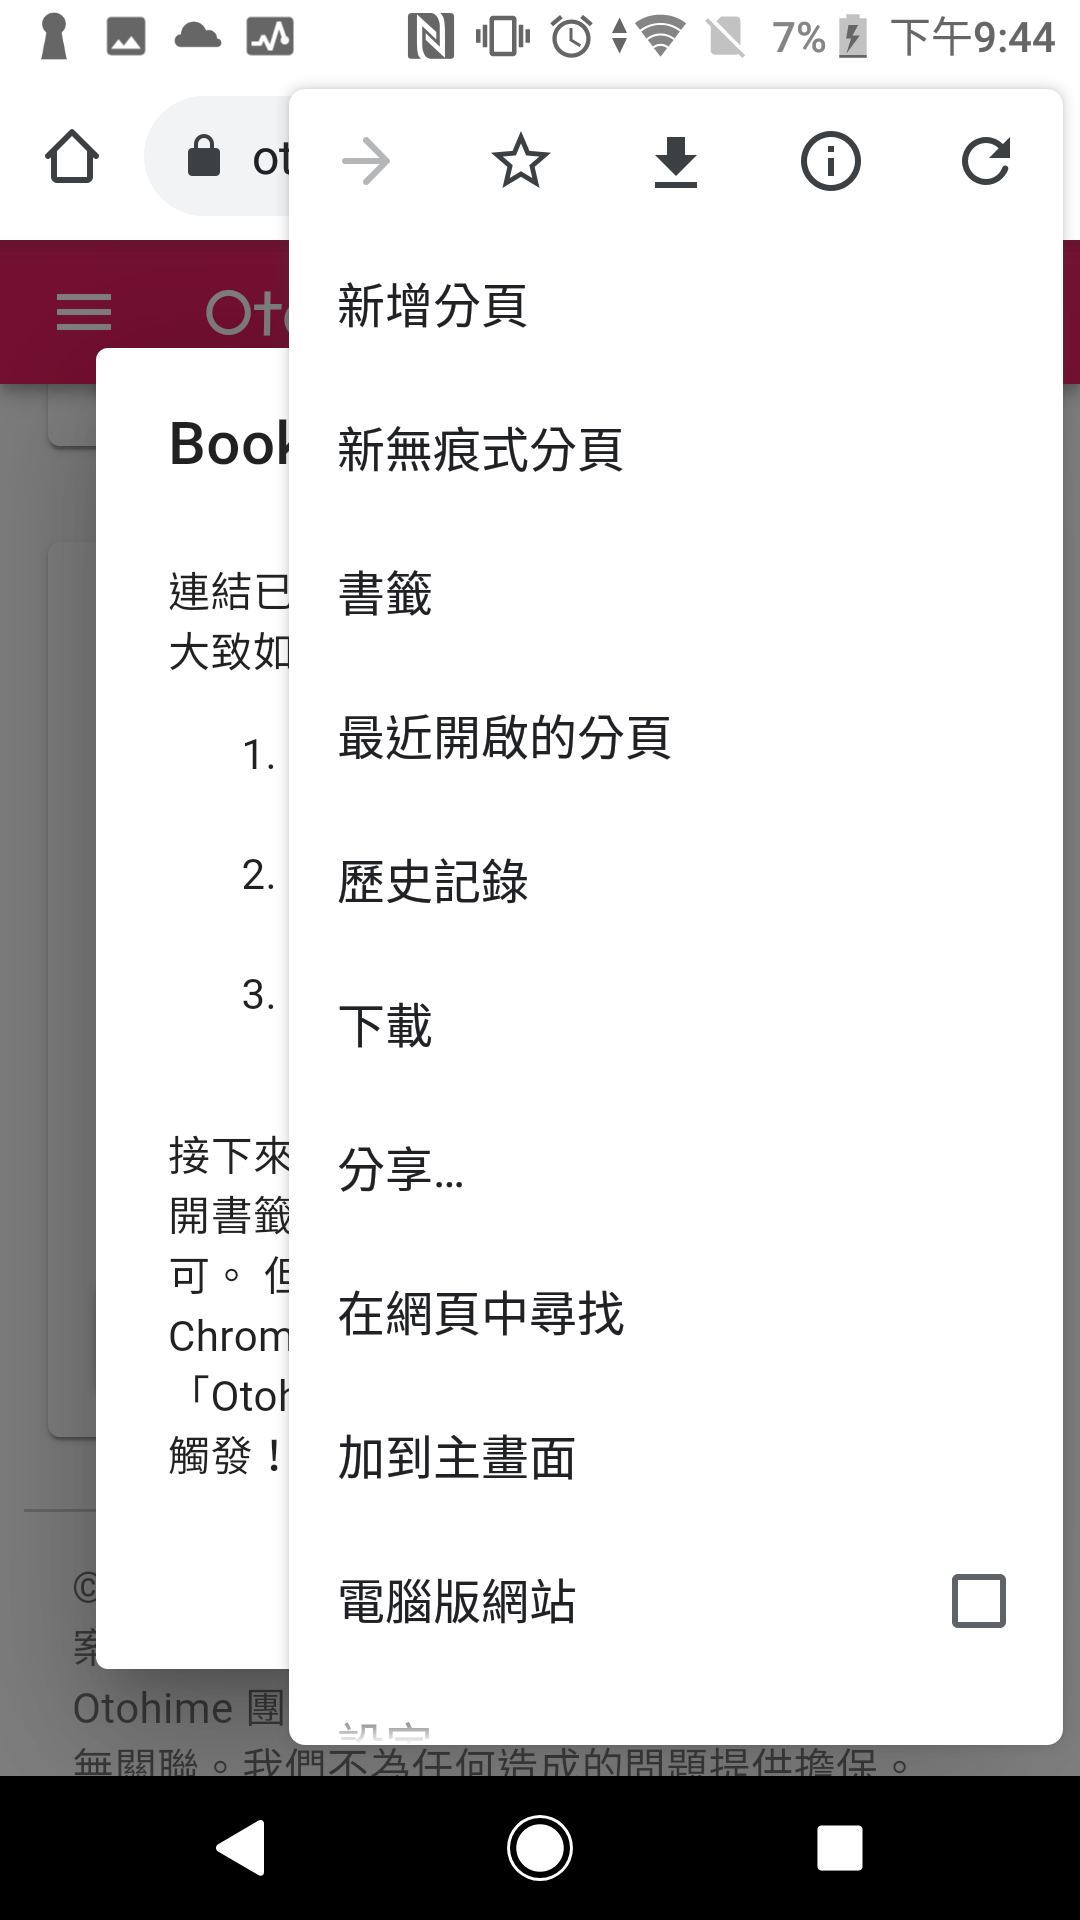 7% 下午9:44
ot
Oto
新增分頁
新無痕式分頁
書籤
最近開啟的分頁
歷史記錄
下載
分享...
在網頁中尋找
加到主畫面
電腦版網站
設定
Book
連結已
大致如
1.
2.
3.
接下來
開書籤
可。 但
Chrom
「Otoh
觸發！
©
案
Otohime 團
無關聯。我們不為任何造成的問題提供擔保。